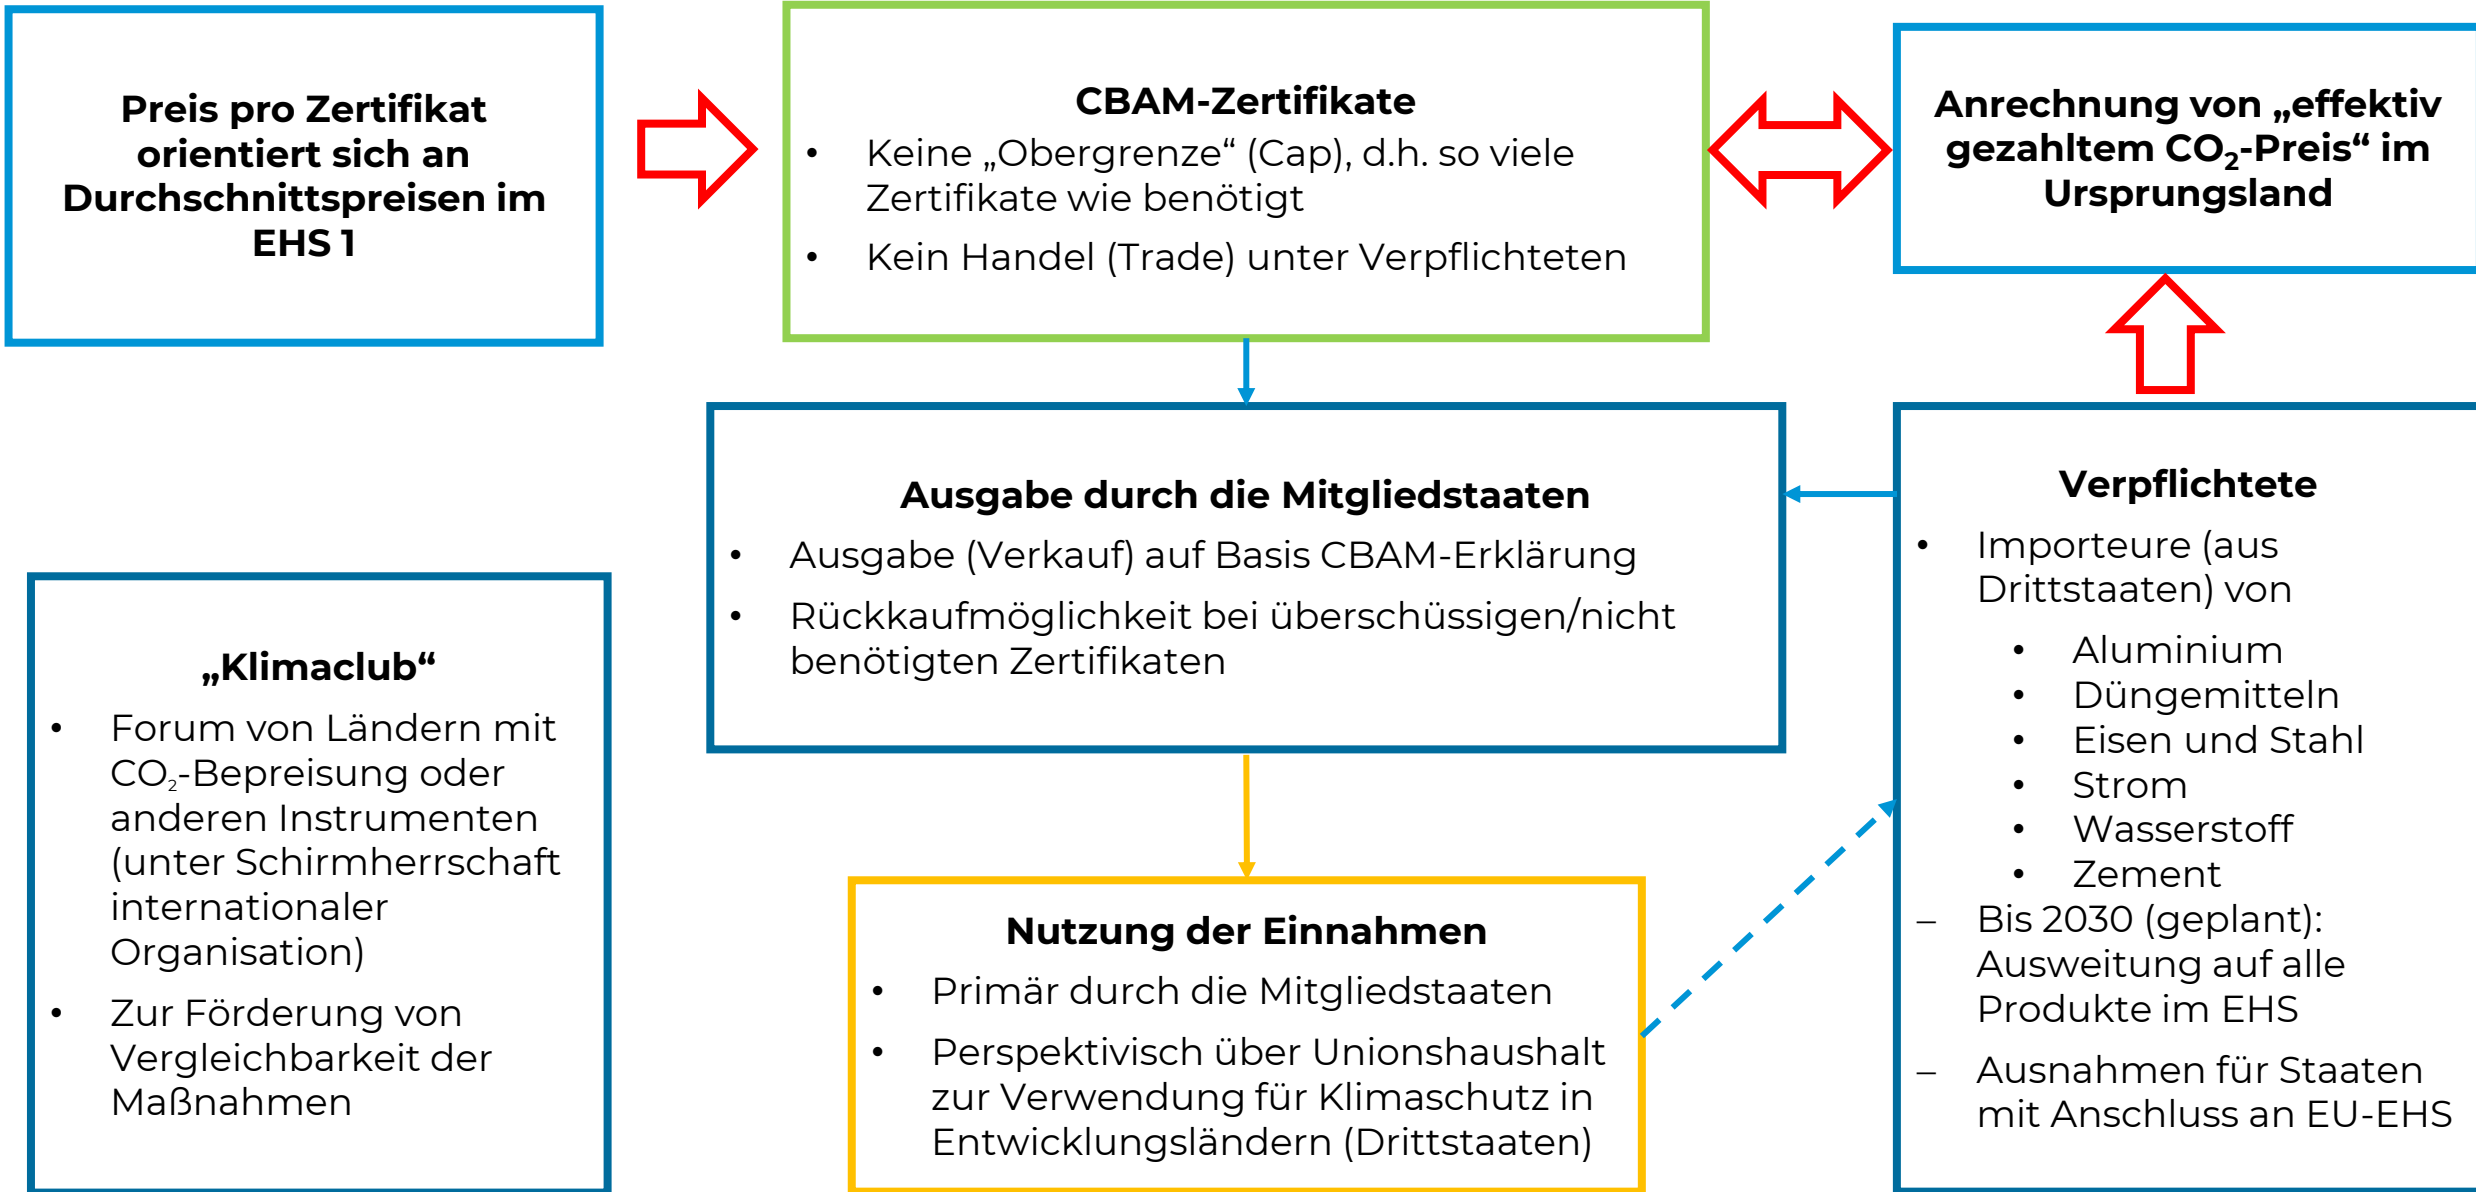 Preis pro Zertifikat
orientiert sich an
Durchschnittspreisen im
EHS 1
CBAM-Zertifikate
• Keine „Obergrenze“ (Cap), d.h. so viele
Zertifikate wie benötigt
• Kein Handel (Trade) unter Verpflichteten
Anrechnung von „effektiv
gezahltem CO₂-Preis“ im
Ursprungsland
Ausgabe durch die Mitgliedstaaten
• Ausgabe (Verkauf) auf Basis CBAM-Erklärung
• Rückkaufmöglichkeit bei überschüssigen/nicht
benötigten Zertifikaten
Verpflichtete
• Importeure (aus
Drittstaaten) von
• Aluminium
• Düngemitteln
• Eisen und Stahl
• Strom
• Wasserstoff
• Zement
– Bis 2030 (geplant):
Ausweitung auf alle
Produkte im EHS
– Ausnahmen für Staaten
mit Anschluss an EU-EHS
„Klimaclub“
• Forum von Ländern mit
CO₂-Bepreisung oder
anderen Instrumenten
(unter Schirmherrschaft
internationaler
Organisation)
• Zur Förderung von
Vergleichbarkeit der
Maßnahmen
Nutzung der Einnahmen
• Primär durch die Mitgliedstaaten
• Perspektivisch über Unionshaushalt
zur Verwendung für Klimaschutz in
Entwicklungsländern (Drittstaaten)